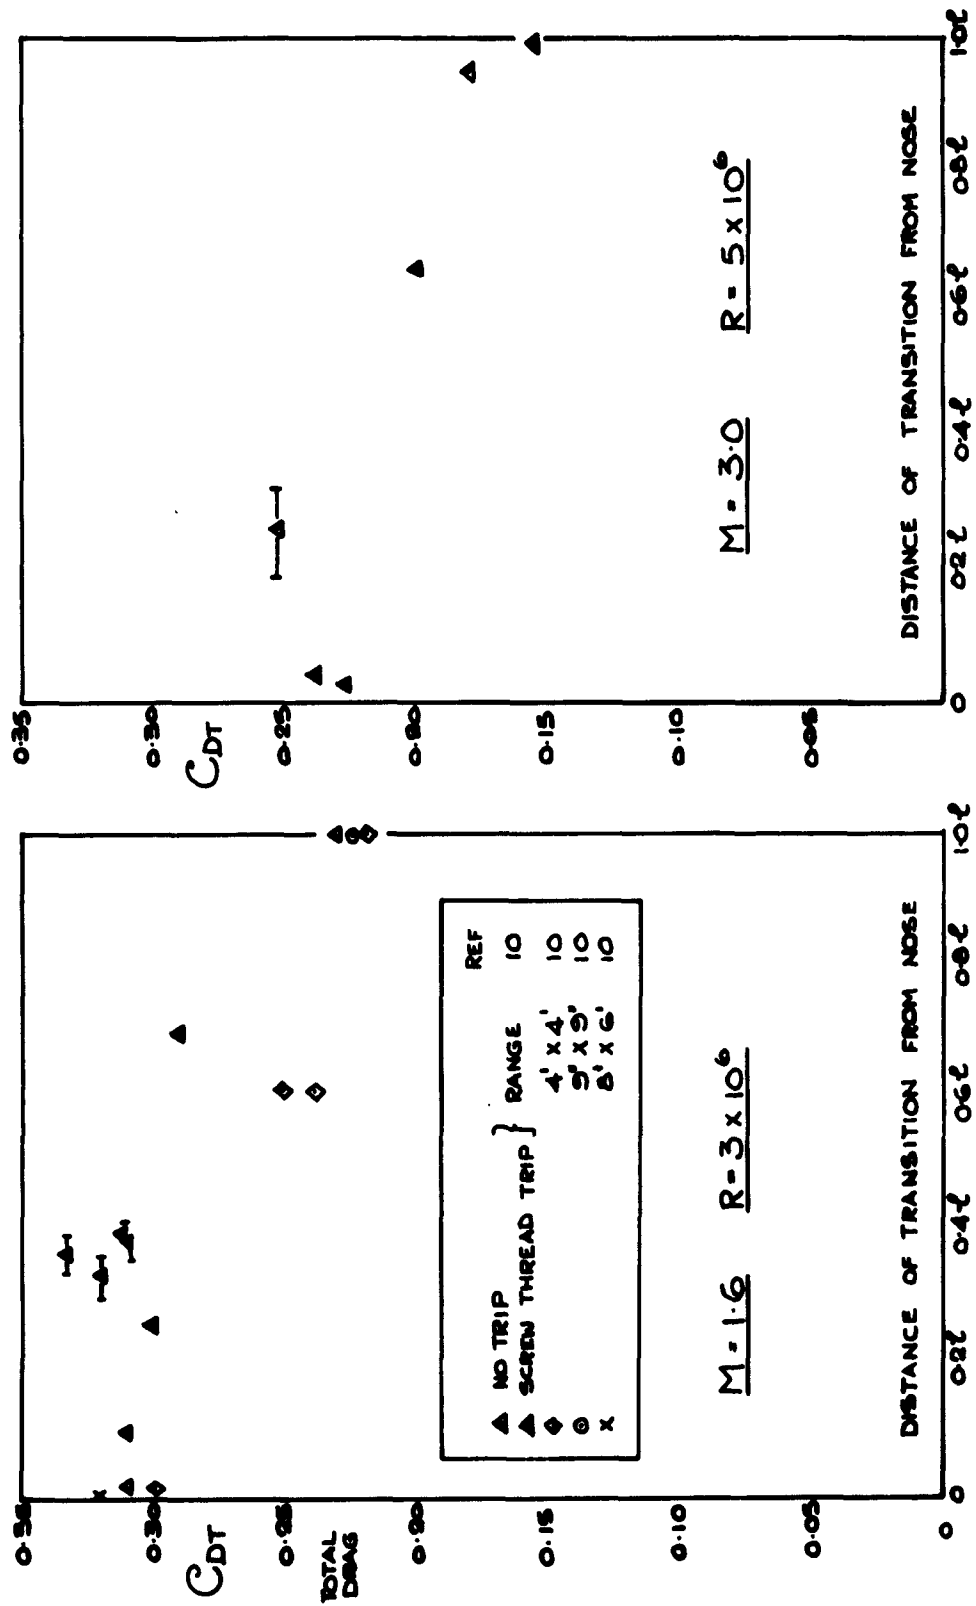 0.35
0.30
CDT
0.25
TOTAL
DRAG
0.20
0.15
0.10
0.05
0
REF
▲ NO TRIP
▲ SCREW THREAD TRIP } RANGE 10
◇ 4' X 4' 10
⊙ 9" X 9" 10
x 8' X 6' 10
M = 1.6 R = 3 x 10⁶
DISTANCE OF TRANSITION FROM NOSE
0 0.2ℓ 0.4ℓ 0.6ℓ 0.8ℓ 1.0ℓ
0.35
0.30
CDT
0.25
0.20
0.15
0.10
0.05
M = 3.0 R = 5 x 10⁶
DISTANCE OF TRANSITION FROM NOSE
0 0.2ℓ 0.4ℓ 0.6ℓ 0.8ℓ 1.0ℓ